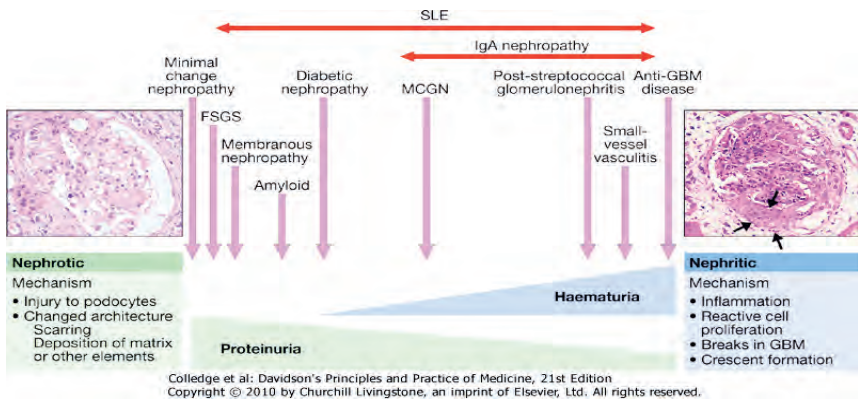 SLE
IgA nephropathy
Minimal
change
nephropathy
Diabetic
nephropathy
MCGN
Post-streptococcal
glomerulonephritis
Anti-GBM
disease
FSGS
Membranous
nephropathy
Amyloid
Small-
vessel
vasculitis
Nephrotic
Mechanism
• Injury to podocytes
• Changed architecture
Scarring
Deposition of matrix
or other elements
Haematuria
Proteinuria
Nephritic
Mechanism
• Inflammation
• Reactive cell
proliferation
• Breaks in GBM
• Crescent formation
Colledge et al: Davidson's Principles and Practice of Medicine, 21st Edition
Copyright © 2010 by Churchill Livingstone, an imprint of Elsevier, Ltd. All rights reserved.